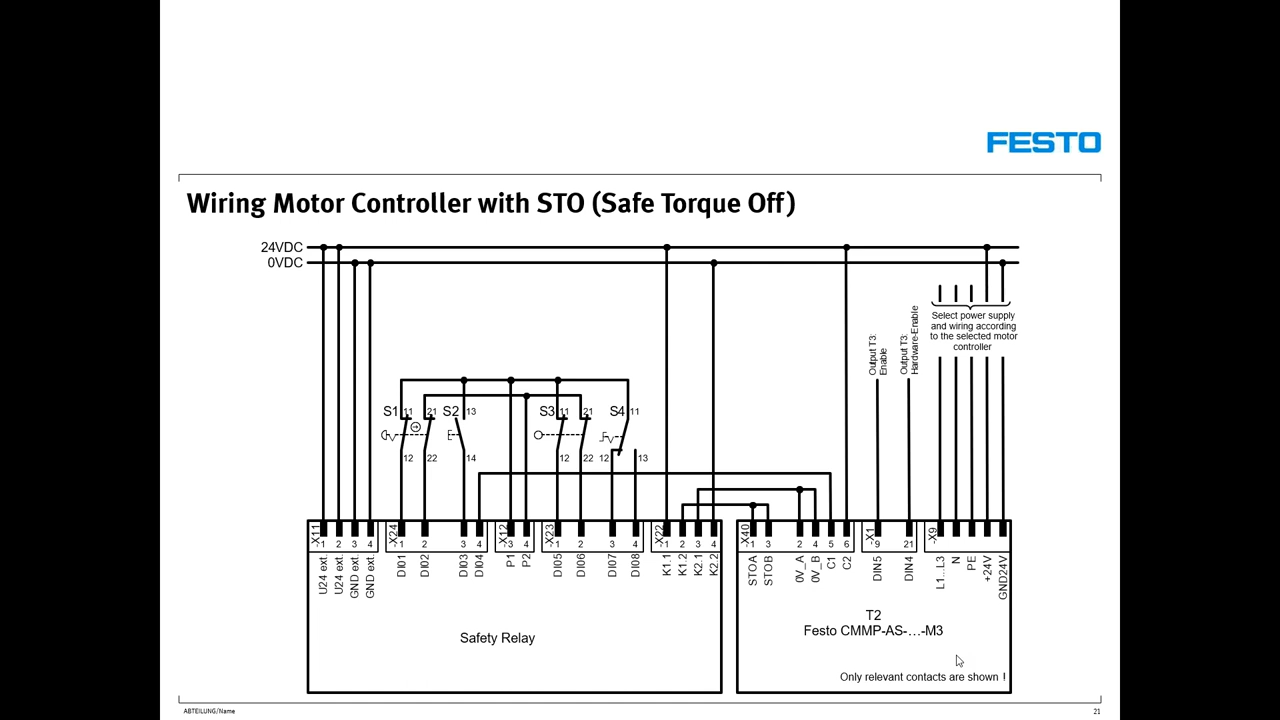 FESTO
Wiring Motor Controller with STO (Safe Torque Off)
24VDC
0VDC
Select power supply
and wiring according
to the selected motor
controller
Output T3:
Enable
Output T3:
Hardware-Enable
S1 11 21 S2 13 S3 11 21 S4 11
12 22 14 12 22 12 13
-X11 1 2 3 4
-X24 1 2 3 4
-X12 3 4
-X23 1 2 3 4
-X22 1 2 3 4
-X40 1 3 2 4 5 6
-X1 9 21
-X9
U24 ext.
U24 ext.
GND ext.
GND ext.
DI01
DI02
DI03
DI04
P1
P2
DI05
DI06
DI07
DI08
K1.1
K1.2
K2.1
K2.2
STOA
STOB
0V_A
0V_B
C1
C2
DIN5
DIN4
L1...L3
N
PE
+24V
GND24V
T2
Festo CMMP-AS-...-M3
Safety Relay
Only relevant contacts are shown !
ABTEILUNG/Name
21